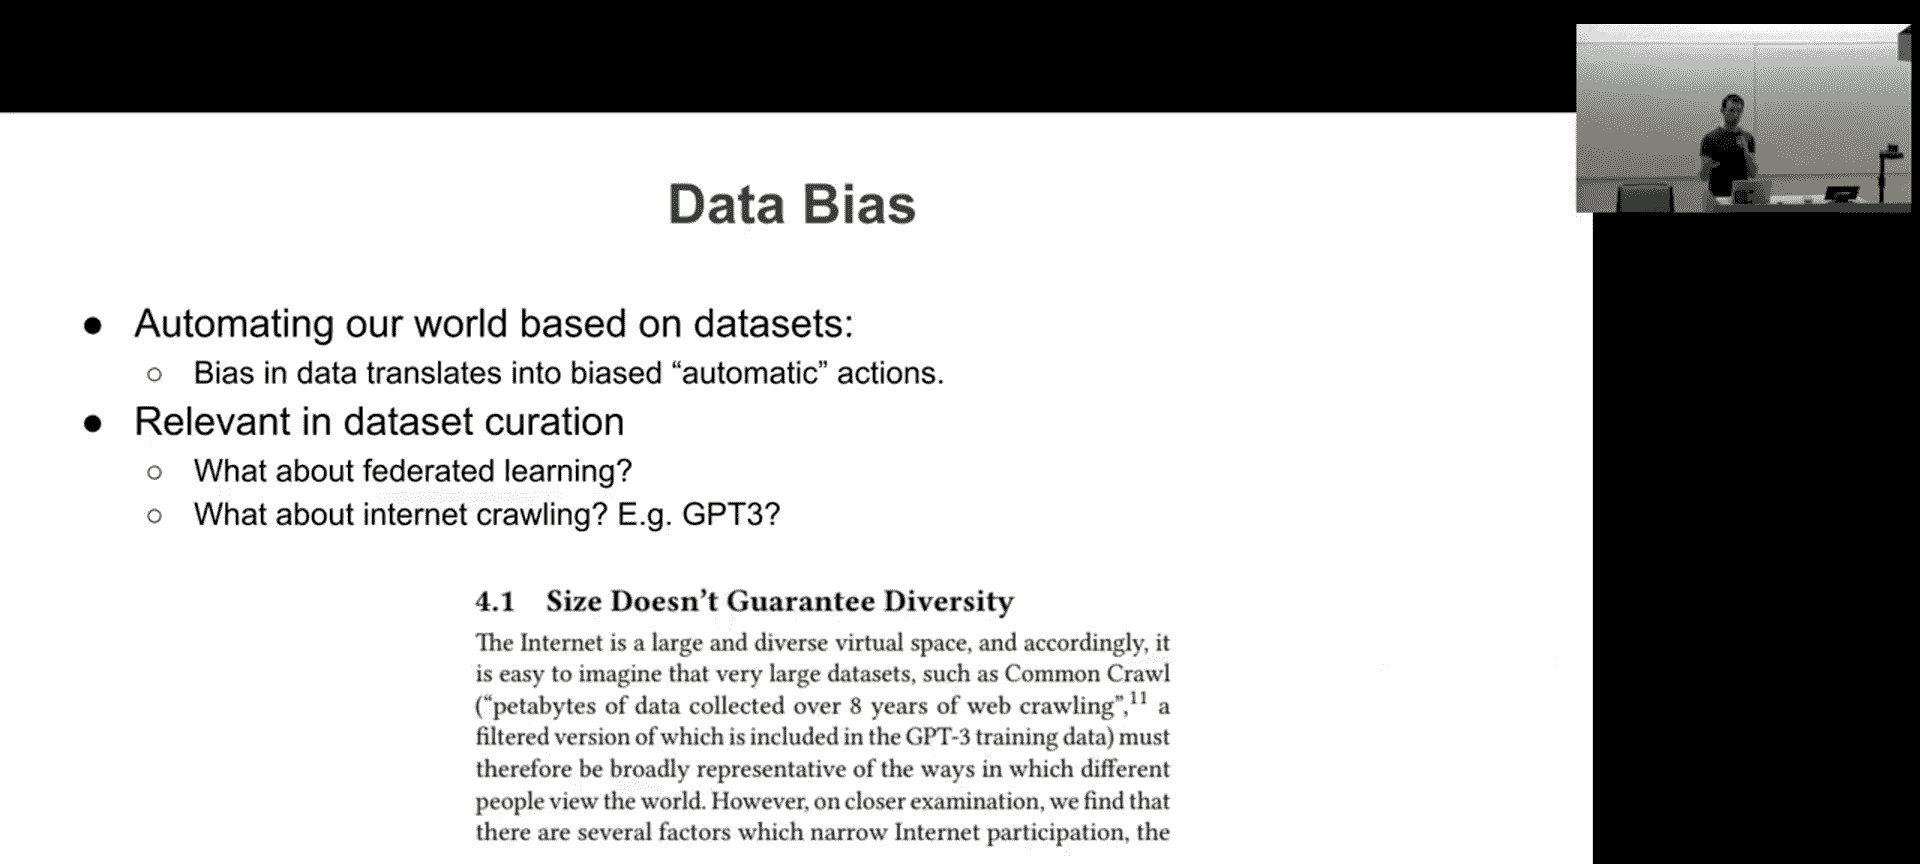 Data Bias
● Automating our world based on datasets:
○ Bias in data translates into biased “automatic” actions.
● Relevant in dataset curation
○ What about federated learning?
○ What about internet crawling? E.g. GPT3?
4.1 Size Doesn’t Guarantee Diversity
The Internet is a large and diverse virtual space, and accordingly, it
is easy to imagine that very large datasets, such as Common Crawl
(“petabytes of data collected over 8 years of web crawling”,11 a
filtered version of which is included in the GPT-3 training data) must
therefore be broadly representative of the ways in which different
people view the world. However, on closer examination, we find that
there are several factors which narrow Internet participation, the